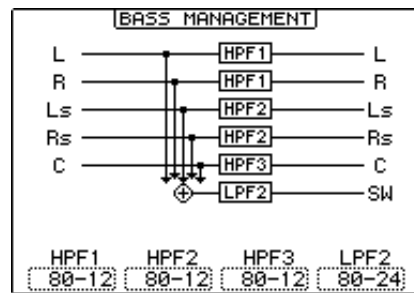 BASS MANAGEMENT
L HPF1 L
R HPF1 R
Ls HPF2 Ls
Rs HPF2 Rs
C HPF3 C
LPF2 SW
HPF1 HPF2 HPF3 LPF2
80-12 80-12 80-12 80-24